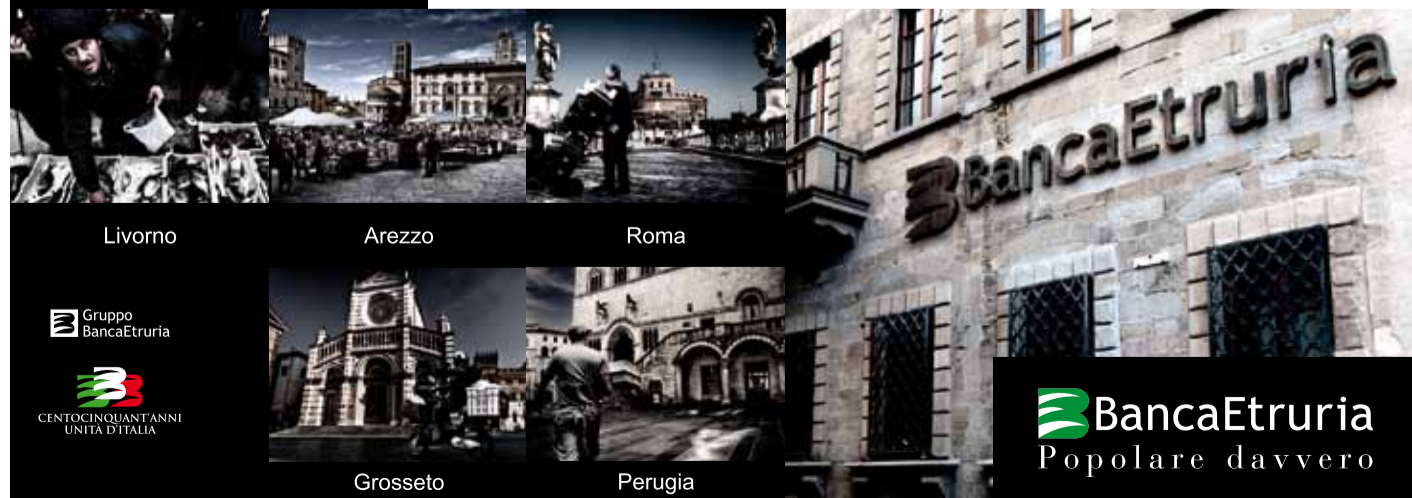 Livorno
Arezzo
Roma
BancaEtruria
Gruppo
BancaEtruria
CENTOCINQUANT'ANNI
UNITÀ D'ITALIA
Grosseto
Perugia
BancaEtruria
Popolare davvero